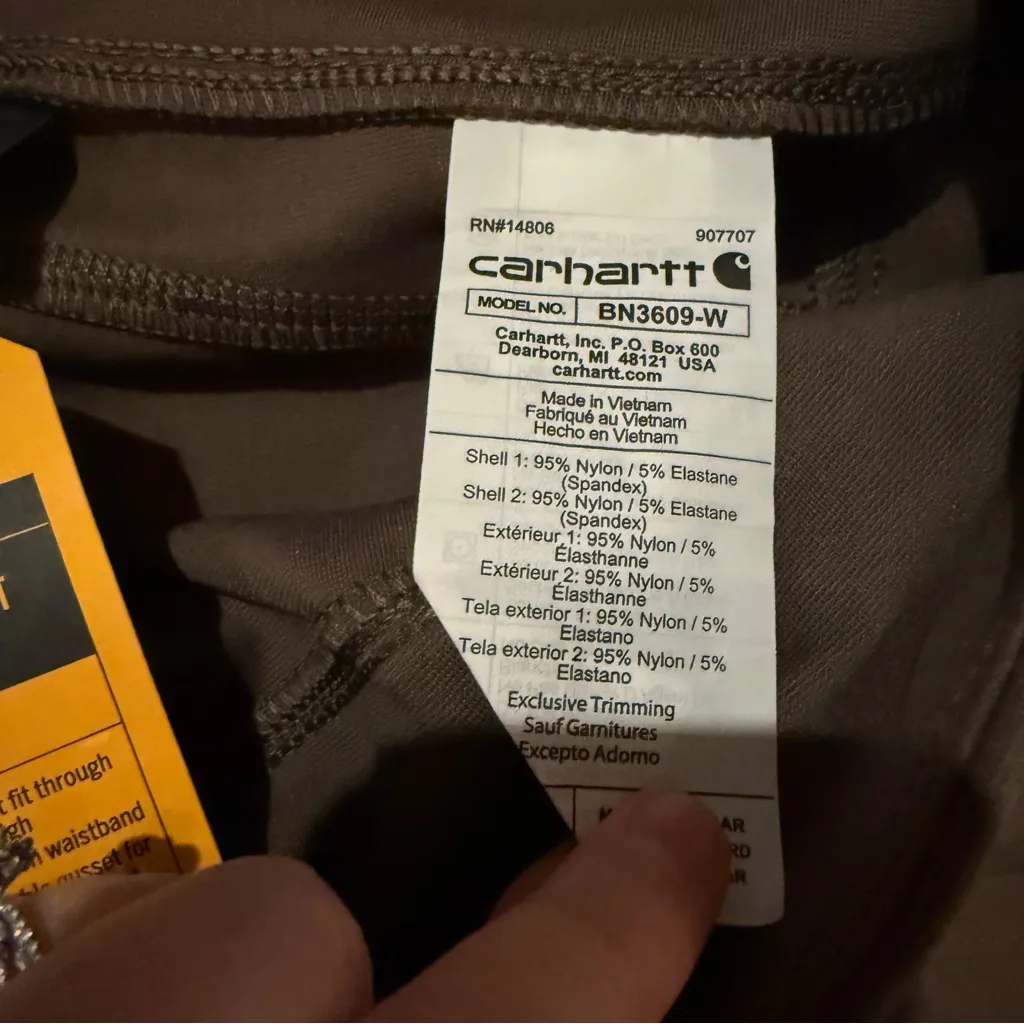 RN#14806
907707
carhartt
MODEL NO. BN3609-W
Carhartt, Inc. P.O. Box 600
Dearborn, MI 48121 USA
carhartt.com
Made in Vietnam
Fabriqué au Vietnam
Hecho en Vietnam
Shell 1: 95% Nylon / 5% Elastane
(Spandex)
Shell 2: 95% Nylon / 5% Elastane
(Spandex)
Extérieur 1: 95% Nylon / 5%
Élasthanne
Extérieur 2: 95% Nylon / 5%
Élasthanne
Tela exterior 1: 95% Nylon / 5%
Elastano
Tela exterior 2: 95% Nylon / 5%
Elastano
Exclusive Trimming
Sauf Garnitures
Excepto Adorno
fit through
waistband
gusset for